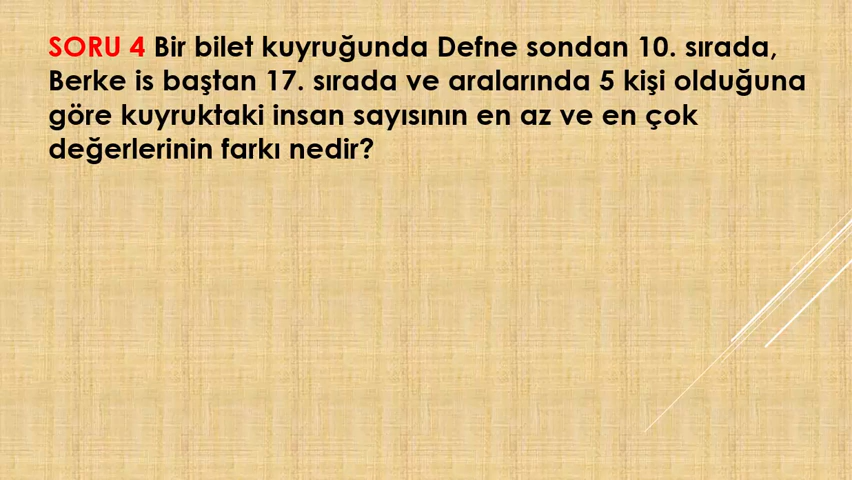 SORU 4 Bir bilet kuyruğunda Defne sondan 10. sırada,
Berke is baştan 17. sırada ve aralarında 5 kişi olduğuna
göre kuyruktaki insan sayısının en az ve en çok
değerlerinin farkı nedir?